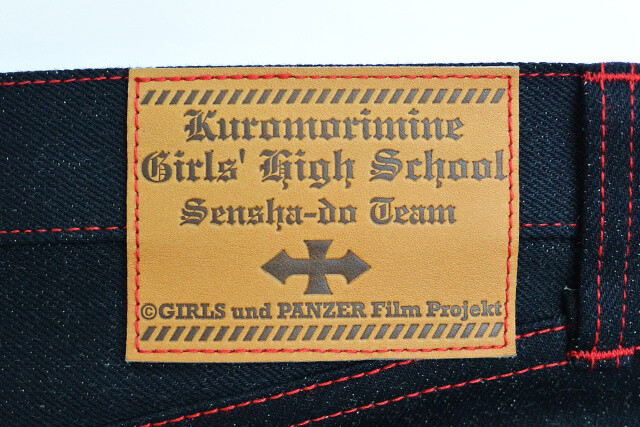 Kuromorimine
Girls' High School
Sensha-do Team
©GIRLS und PANZER Film Projekt